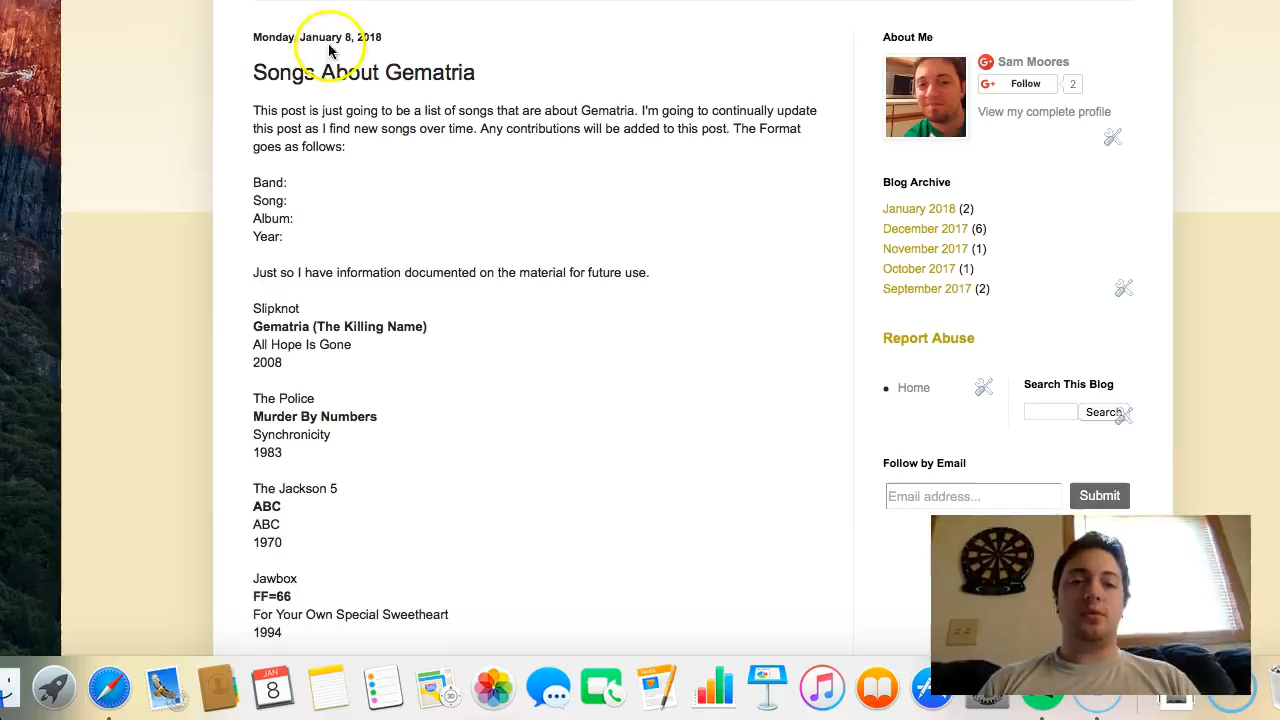 Monday, January 8, 2018
Songs About Gematria
This post is just going to be a list of songs that are about Gematria. I'm going to continually update
this post as I find new songs over time. Any contributions will be added to this post. The Format
goes as follows:
Band:
Song:
Album:
Year:
Just so I have information documented on the material for future use.
Slipknot
Gematria (The Killing Name)
All Hope Is Gone
2008
The Police
Murder By Numbers
Synchronicity
1983
The Jackson 5
ABC
ABC
1970
Jawbox
FF=66
For Your Own Special Sweetheart
1994
About Me
G+ Sam Moores
G+ Follow 2
View my complete profile
Blog Archive
January 2018 (2)
December 2017 (6)
November 2017 (1)
October 2017 (1)
September 2017 (2)
Report Abuse
Home
Search This Blog
Search
Follow by Email
Email address...
Submit
JAN
8